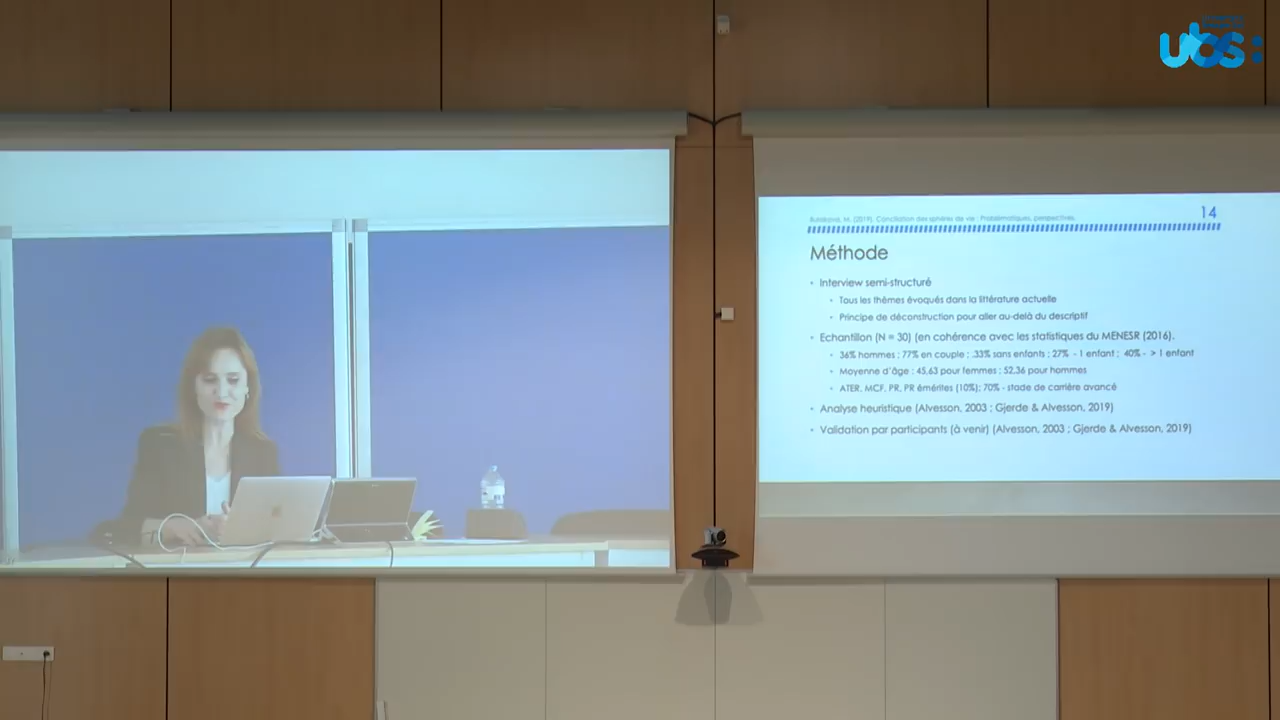 ubs:
Burakova, M. (2019). Conciliation des sphères de vie : Problématiques, perspectives.
14
Méthode
• Interview semi-structuré
• Tous les thèmes évoqués dans la littérature actuelle
• Principe de déconstruction pour aller au-delà du descriptif
• Echantillon (N = 30) (en cohérence avec les statistiques du MENESR (2016).
• 36% hommes ; 77% en couple ; .33% sans enfants ; 27% - 1 enfant ; 40% - > 1 enfant
• Moyenne d'âge : 45,63 pour femmes ; 52,36 pour hommes
• ATER, MCF, PR, PR émérites (10%); 70% - stade de carrière avancé
• Analyse heuristique (Alvesson, 2003 ; Gjerde & Alvesson, 2019)
• Validation par participants (à venir) (Alvesson, 2003 ; Gjerde & Alvesson, 2019)